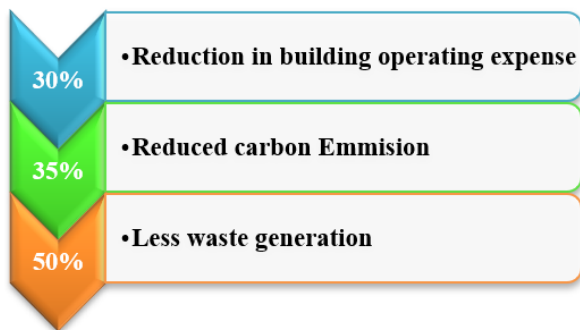 30%
•Reduction in building operating expense
35%
•Reduced carbon Emmision
50%
•Less waste generation